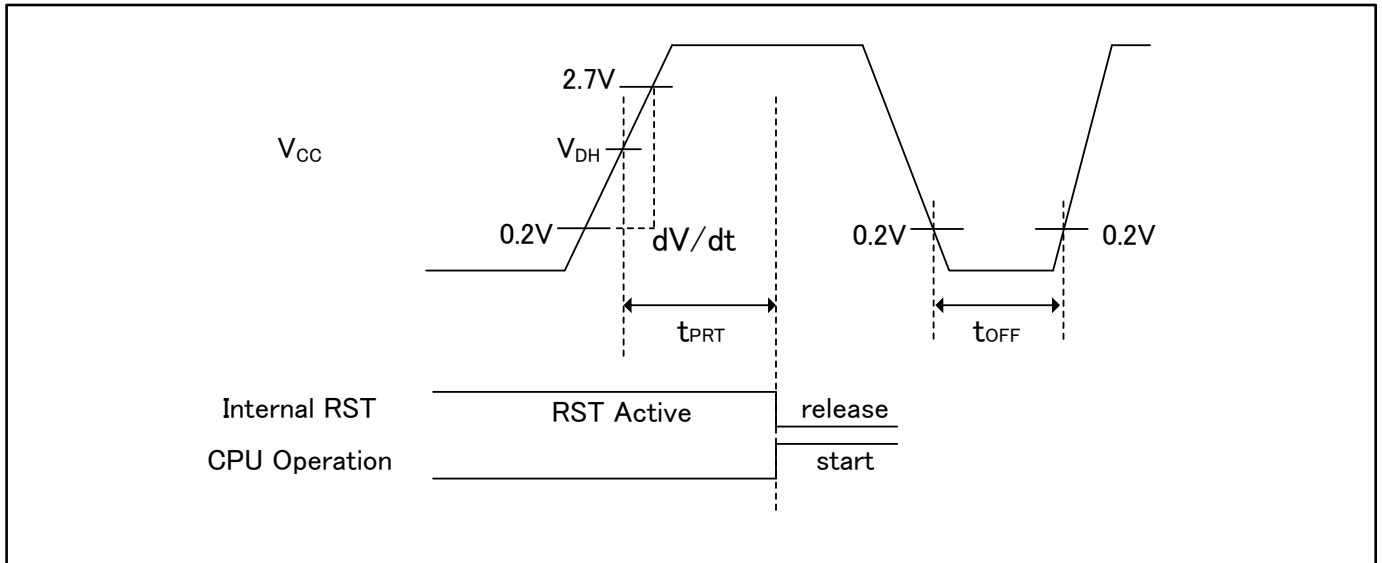 2.7V
VCC
VDH
0.2V
dV/dt
0.2V
0.2V
tPRT
tOFF
Internal RST
RST Active
release
CPU Operation
start